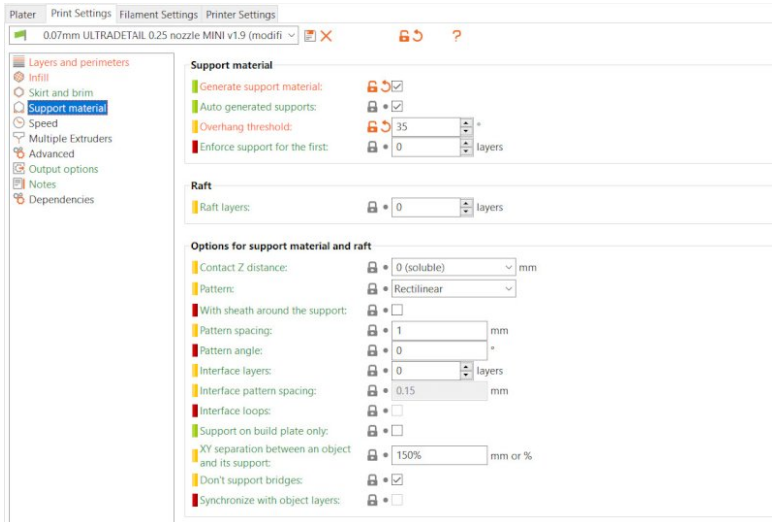 Plater Print Settings Filament Settings Printer Settings
0.07mm ULTRADETAIL 0.25 nozzle MINI v1.9 (modifi
?
Layers and perimeters
Infill
Skirt and brim
Support material
Speed
Multiple Extruders
Advanced
Output options
Notes
Dependencies
Support material
Generate support material:
Auto generated supports:
Overhang threshold: 35 °
Enforce support for the first: 0 layers
Raft
Raft layers: 0 layers
Options for support material and raft
Contact Z distance: 0 (soluble) mm
Pattern: Rectilinear
With sheath around the support:
Pattern spacing: 1 mm
Pattern angle: 0 °
Interface layers: 0 layers
Interface pattern spacing: 0.15 mm
Interface loops:
Support on build plate only:
XY separation between an object
and its support: 150% mm or %
Don't support bridges:
Synchronize with object layers: